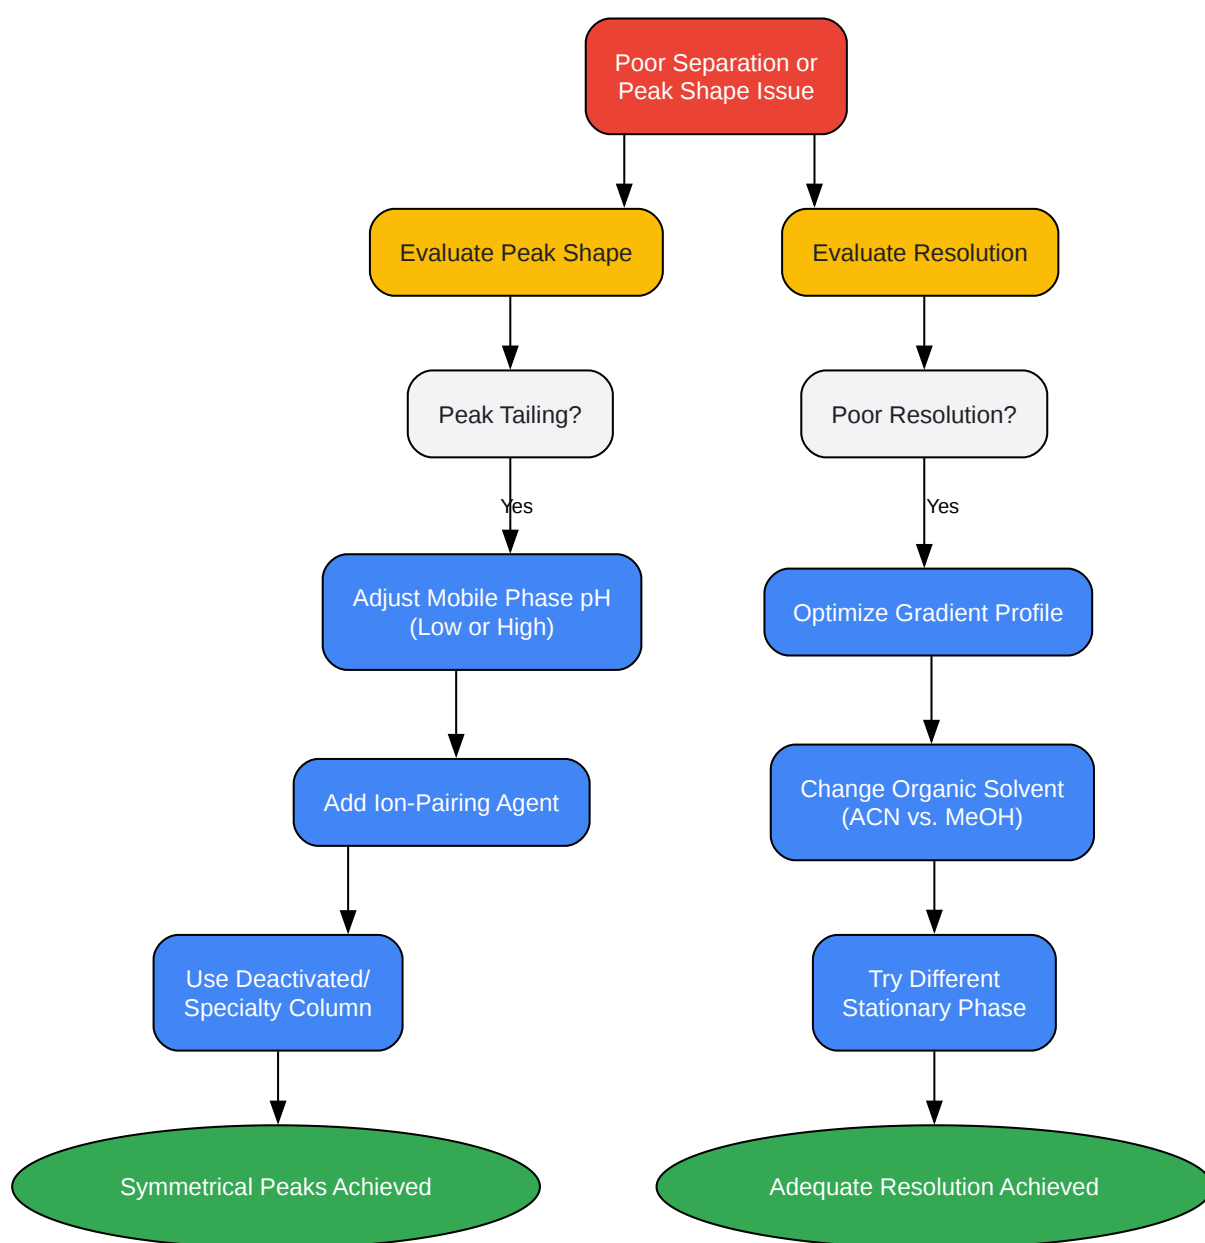 Poor Separation or
Peak Shape Issue
Evaluate Peak Shape
Evaluate Resolution
Peak Tailing?
Poor Resolution?
Yes
Yes
Adjust Mobile Phase pH
(Low or High)
Optimize Gradient Profile
Add Ion-Pairing Agent
Change Organic Solvent
(ACN vs. MeOH)
Use Deactivated/
Specialty Column
Try Different
Stationary Phase
Symmetrical Peaks Achieved
Adequate Resolution Achieved